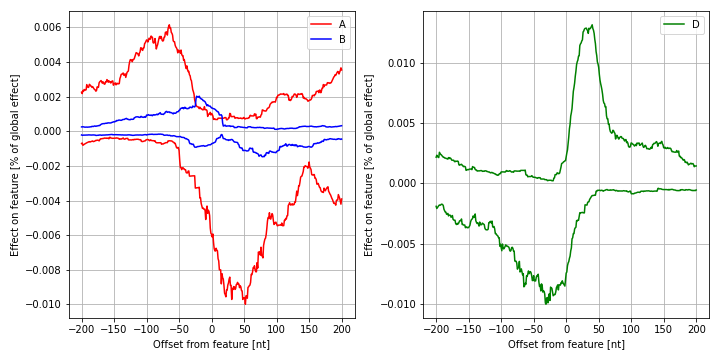 Effect on feature [% of global effect]
0.006
0.004
0.002
0.000
−0.002
−0.004
−0.006
−0.008
−0.010
−200 −150 −100 −50 0 50 100 150 200
Offset from feature [nt]
A
B
Effect on feature [% of global effect]
0.010
0.005
0.000
−0.005
−0.010
−200 −150 −100 −50 0 50 100 150 200
Offset from feature [nt]
D